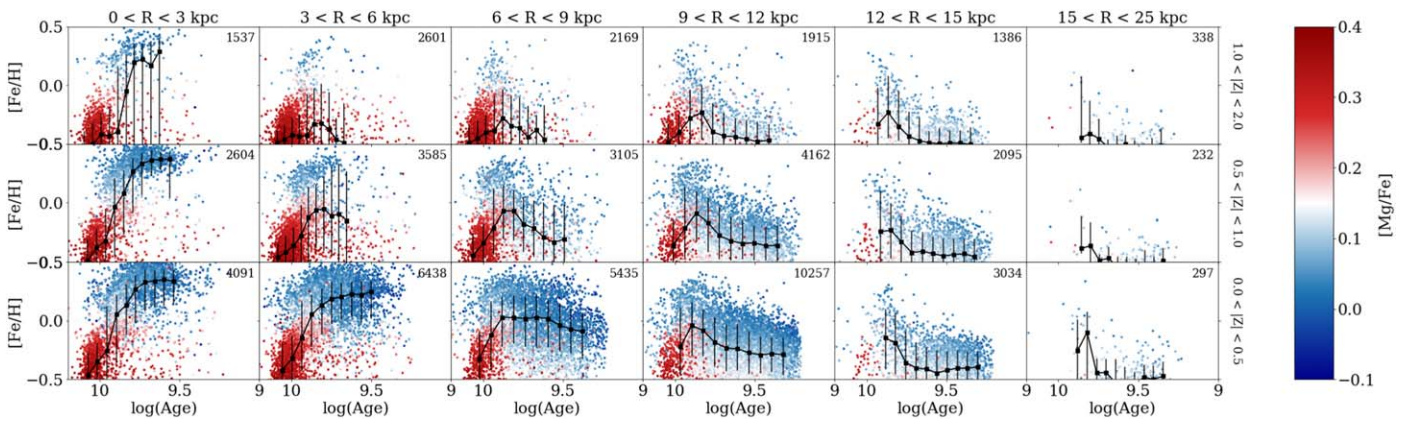 0 < R < 3 kpc 3 < R < 6 kpc 6 < R < 9 kpc 9 < R < 12 kpc 12 < R < 15 kpc 15 < R < 25 kpc
0.5 0.0 −0.5 [Fe/H] 1537 2601 2169 1915 1386 338 1.0 < |Z| < 2.0
0.0 −0.5 [Fe/H] 2604 3585 3105 4162 2095 232 0.5 < |Z| < 1.0
0.0 −0.5 [Fe/H] 4091 6438 5435 10257 3034 297 0.0 < |Z| < 0.5
10 9.5 9 10 9.5 9 10 9.5 9 10 9.5 9 10 9.5 9 10 9.5 9
log(Age) log(Age) log(Age) log(Age) log(Age) log(Age)
0.4
0.3
0.2
0.1
0.0
−0.1
[Mg/Fe]